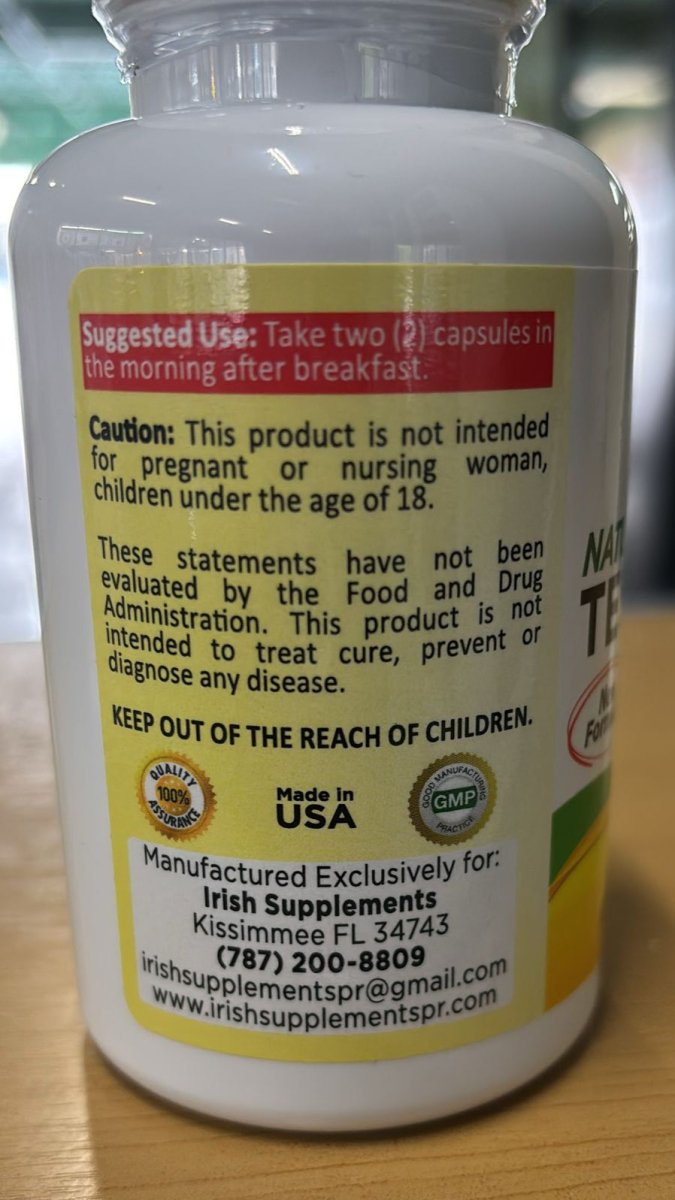 Suggested Use: Take two (2) capsules in
the morning after breakfast.
Caution: This product is not intended
for pregnant or nursing woman,
children under the age of 18.
These statements have not been
evaluated by the Food and Drug
Administration. This product is not
intended to treat cure, prevent or
diagnose any disease.
KEEP OUT OF THE REACH OF CHILDREN.
QUALITY
100%
ASSURANCE
Made in
USA
GOOD MANUFACTURING
GMP
PRACTICE
Manufactured Exclusively for:
Irish Supplements
Kissimmee FL 34743
(787) 200-8809
irishsupplementspr@gmail.com
www.irishsupplementspr.com